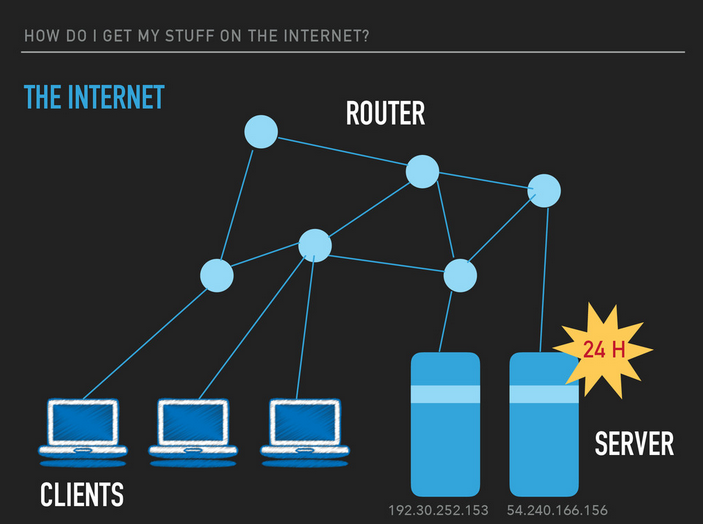 HOW DO I GET MY STUFF ON THE INTERNET?
THE INTERNET
ROUTER
24 H
SERVER
CLIENTS
192.30.252.153
54.240.166.156